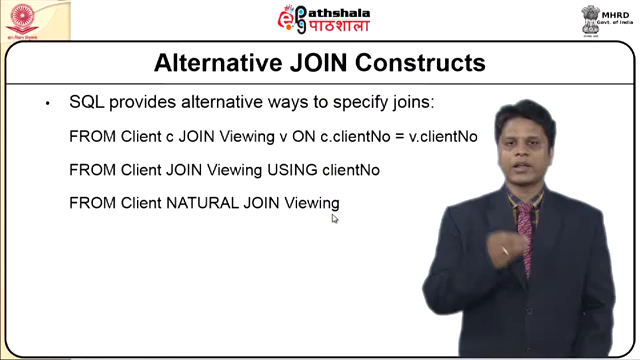 Pathshala
पाठशाला
MHRD
Govt. of India
Alternative JOIN Constructs
• SQL provides alternative ways to specify joins:
FROM Client c JOIN Viewing v ON c.clientNo = v.clientNo
FROM Client JOIN Viewing USING clientNo
FROM Client NATURAL JOIN Viewing